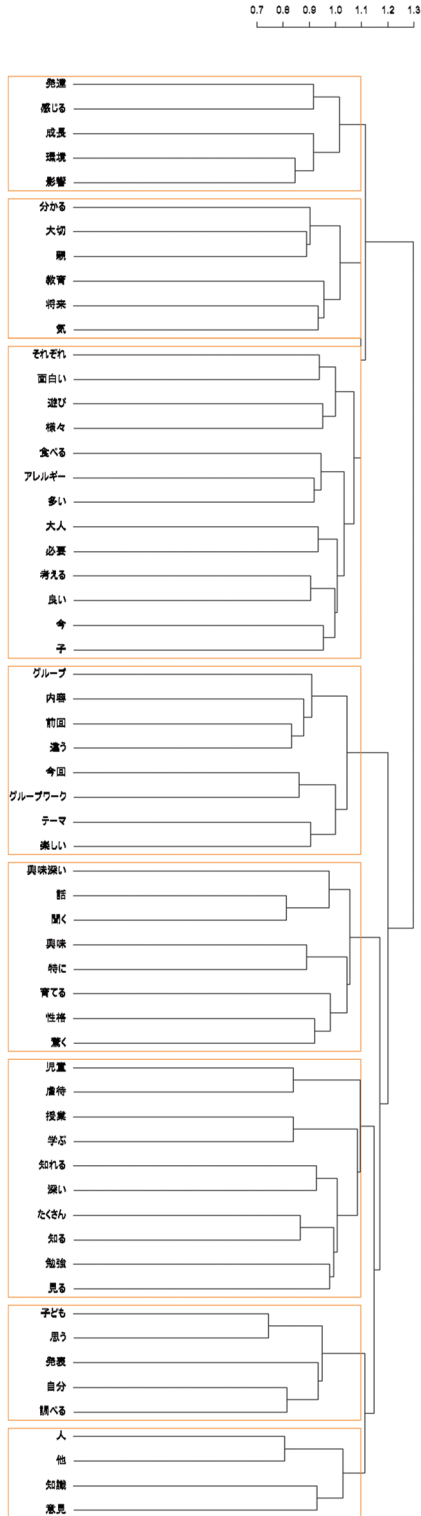 0.7 0.8 0.9 1.0 1.1 1.2 1.3
発達
感じる
成長
環境
影響
分かる
大切
親
教育
将来
気
それぞれ
面白い
遊び
様々
食べる
アレルギー
多い
大人
必要
考える
良い
今
子
グループ
内容
前回
違う
今回
グループワーク
テーマ
楽しい
興味深い
話
聞く
興味
特に
育てる
性格
驚く
児童
虐待
授業
学ぶ
知れる
深い
たくさん
知る
勉強
見る
子ども
思う
発表
自分
調べる
人
他
知識
意見